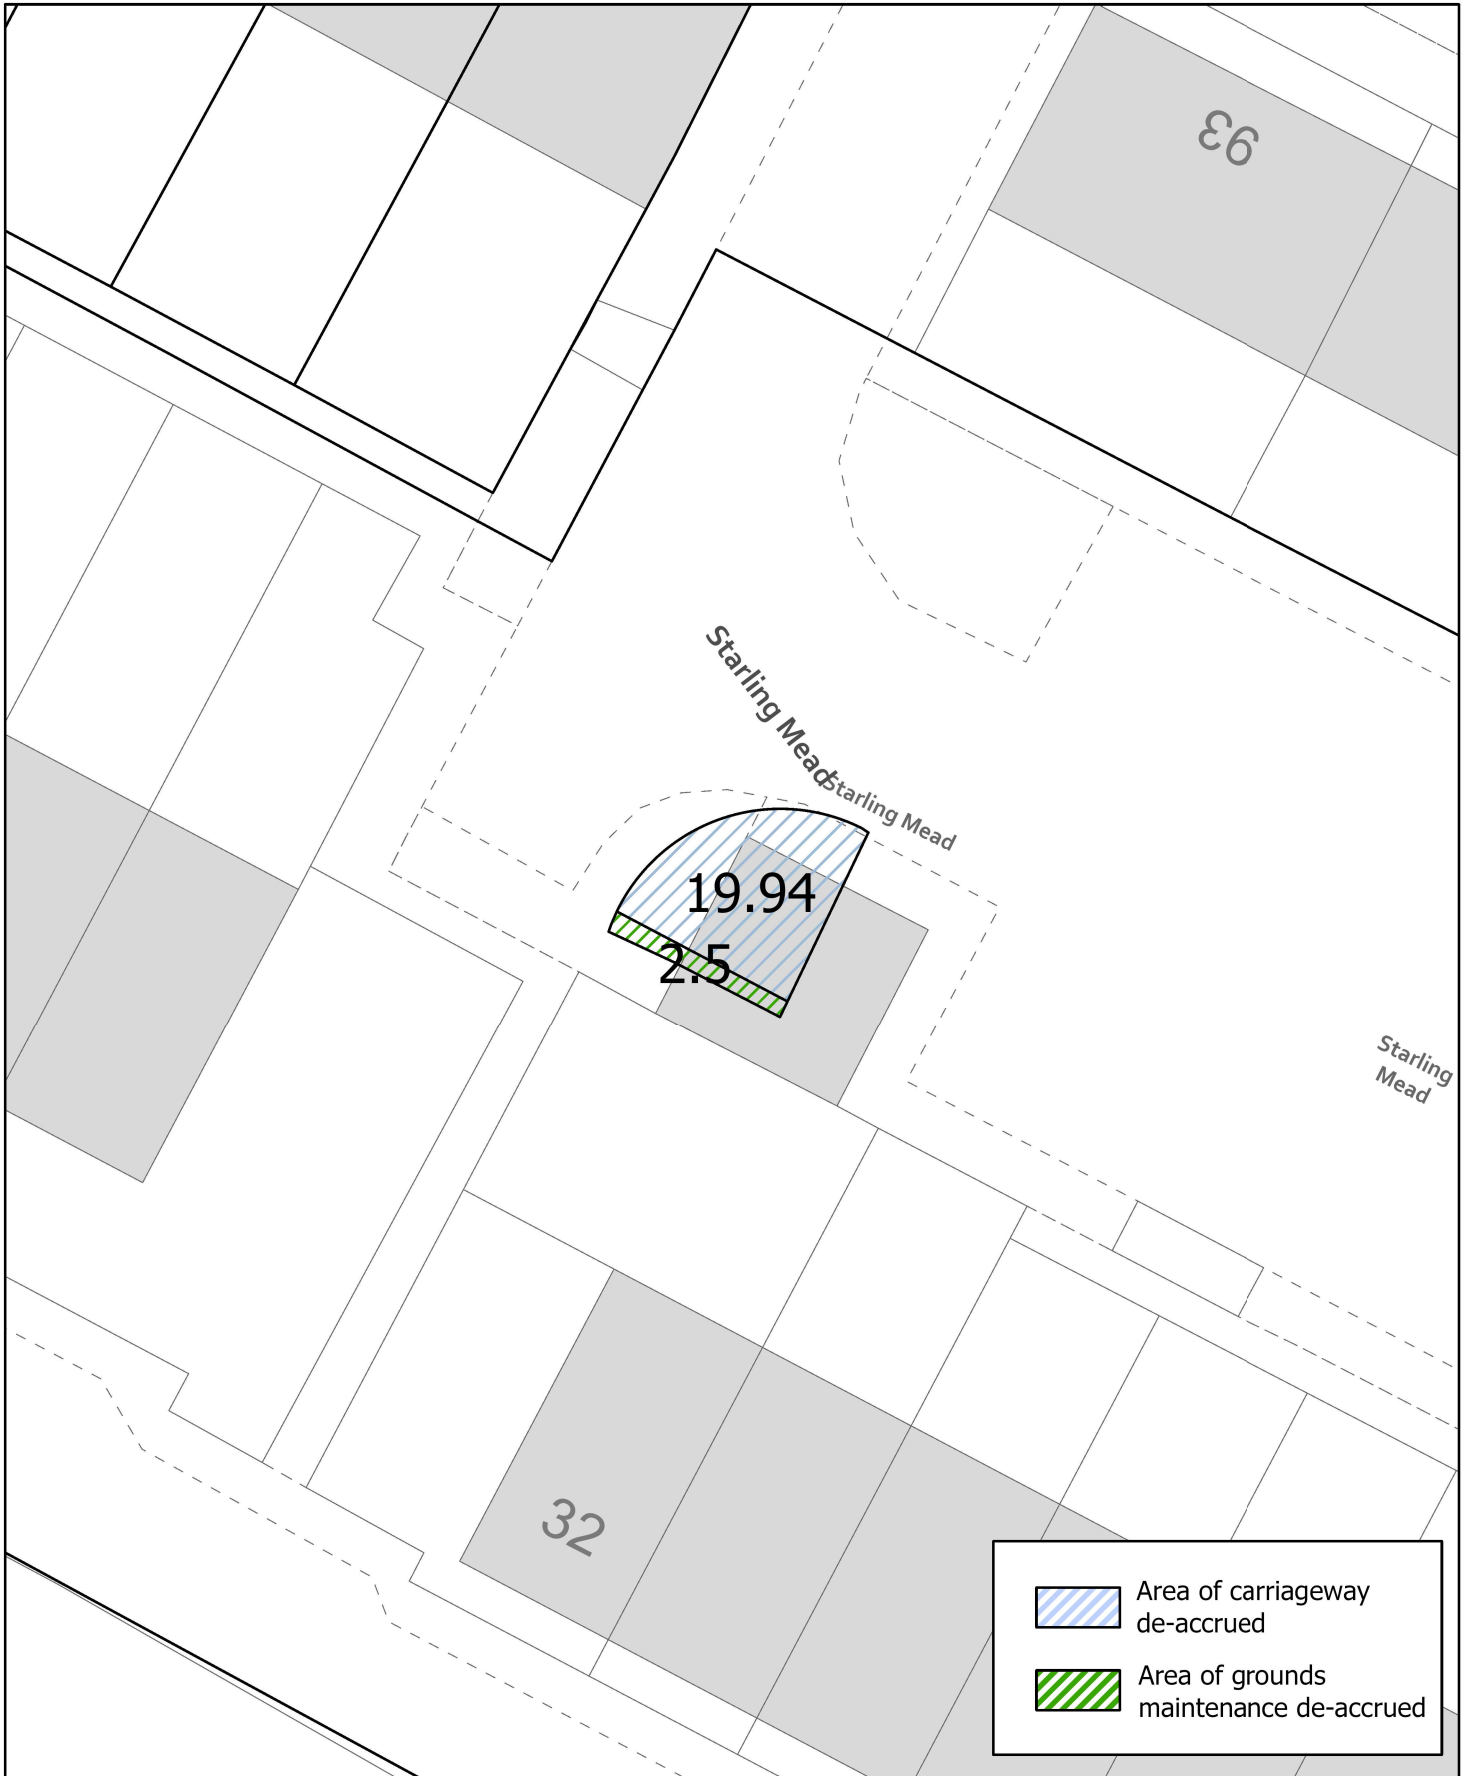 93
Starling Mead
Starling Mead
19.94
2.5
Starling
Mead
32
Area of carriageway
de-accrued
Area of grounds
maintenance de-accrued